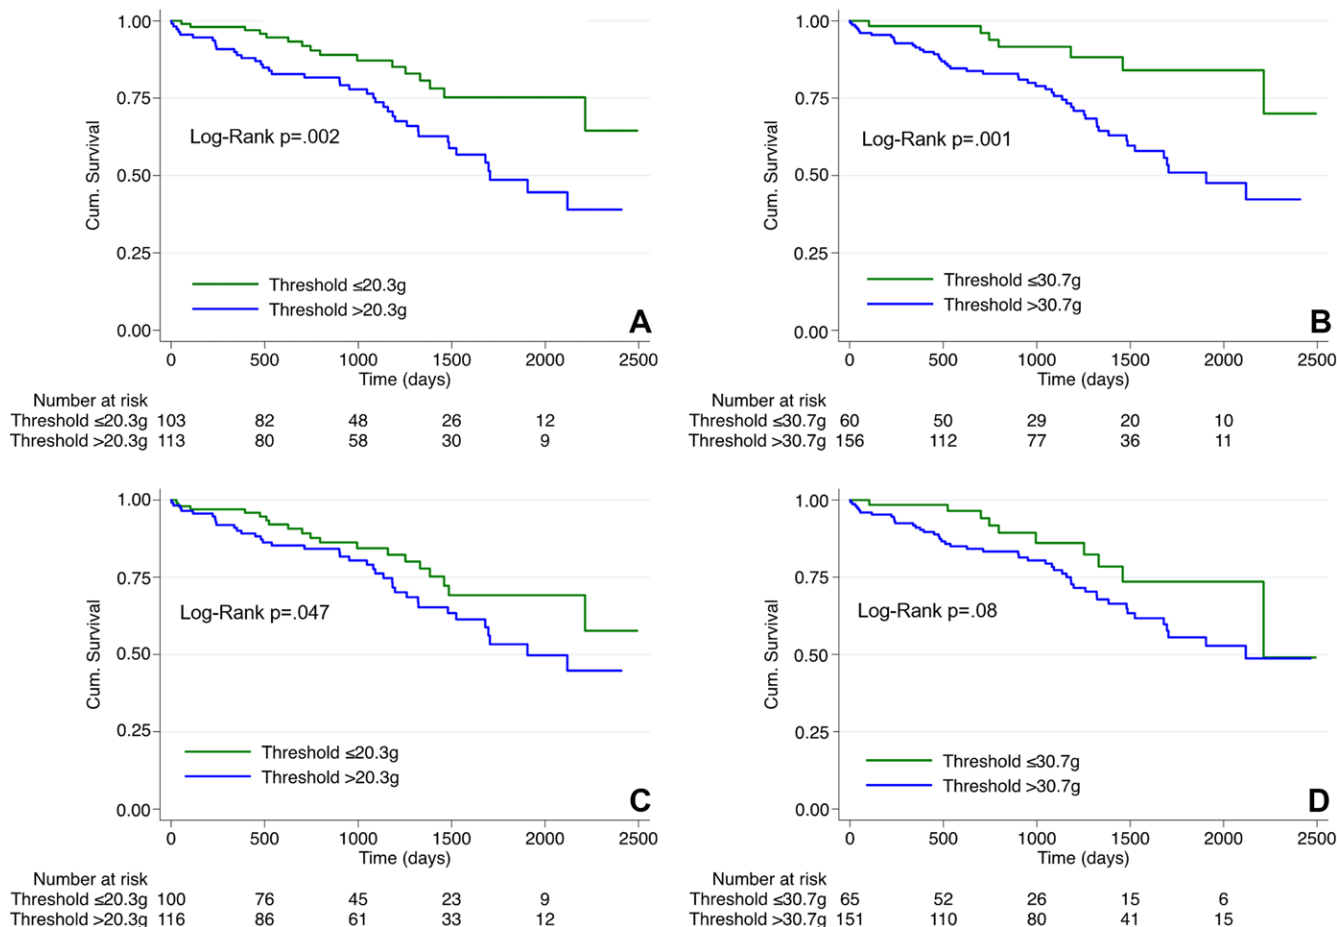 1.00
0.75
0.50
0.25
0.00
Cum. Survival
Log-Rank p=.002
Threshold ≤20.3g
Threshold >20.3g
A
0 500 1000 1500 2000 2500
Time (days)
Number at risk
Threshold ≤20.3g 103 82 48 26 12
Threshold >20.3g 113 80 58 30 9
1.00
0.75
0.50
0.25
0.00
Cum. Survival
Log-Rank p=.001
Threshold ≤30.7g
Threshold >30.7g
B
0 500 1000 1500 2000 2500
Time (days)
Number at risk
Threshold ≤30.7g 60 50 29 20 10
Threshold >30.7g 156 112 77 36 11
1.00
0.75
0.50
0.25
0.00
Cum. Survival
Log-Rank p=.047
Threshold ≤20.3g
Threshold >20.3g
C
0 500 1000 1500 2000 2500
Time (days)
Number at risk
Threshold ≤20.3g 100 76 45 23 9
Threshold >20.3g 116 86 61 33 12
1.00
0.75
0.50
0.25
0.00
Cum. Survival
Log-Rank p=.08
Threshold ≤30.7g
Threshold >30.7g
D
0 500 1000 1500 2000 2500
Time (days)
Number at risk
Threshold ≤30.7g 65 52 26 15 6
Threshold >30.7g 151 110 80 41 15